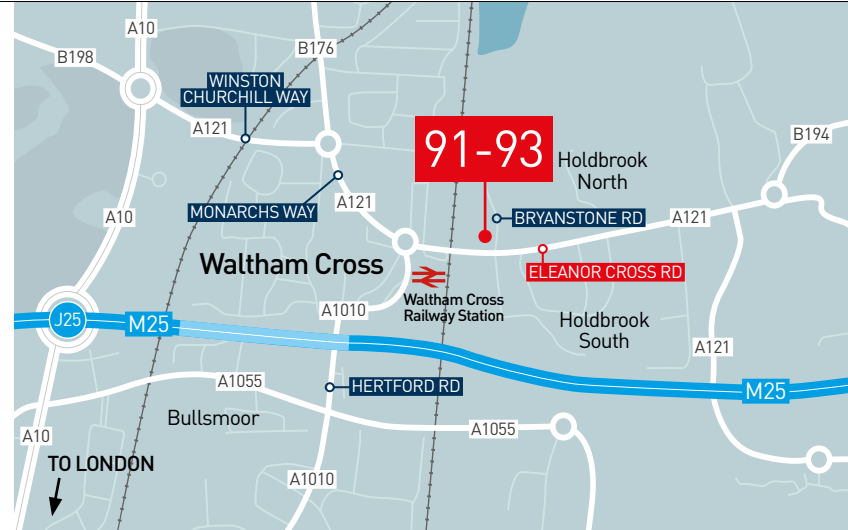 A10
B176
B198
WINSTON
CHURCHILL WAY
A121
91-93
B194
Holdbrook
North
MONARCHS WAY
A121
A10
BRYANSTONE RD
A121
Waltham Cross
ELEANOR CROSS RD
Waltham Cross
Railway Station
A1010
J25
M25
Holdbrook
South
A121
A1055
HERTFORD RD
M25
Bullsmoor
A10
A1055
TO LONDON
A1010